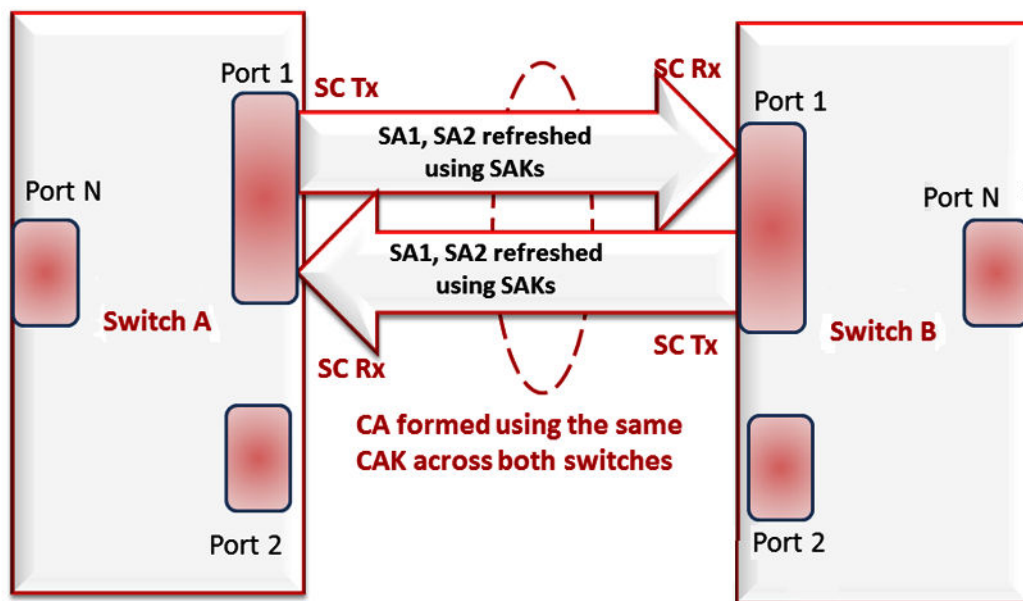 Port 1
SC Tx
SC Rx
Port 1
SA1, SA2 refreshed
using SAKs
Port N
Port N
SA1, SA2 refreshed
using SAKs
Switch A
Switch B
SC Rx
SC Tx
CA formed using the same
CAK across both switches
Port 2
Port 2